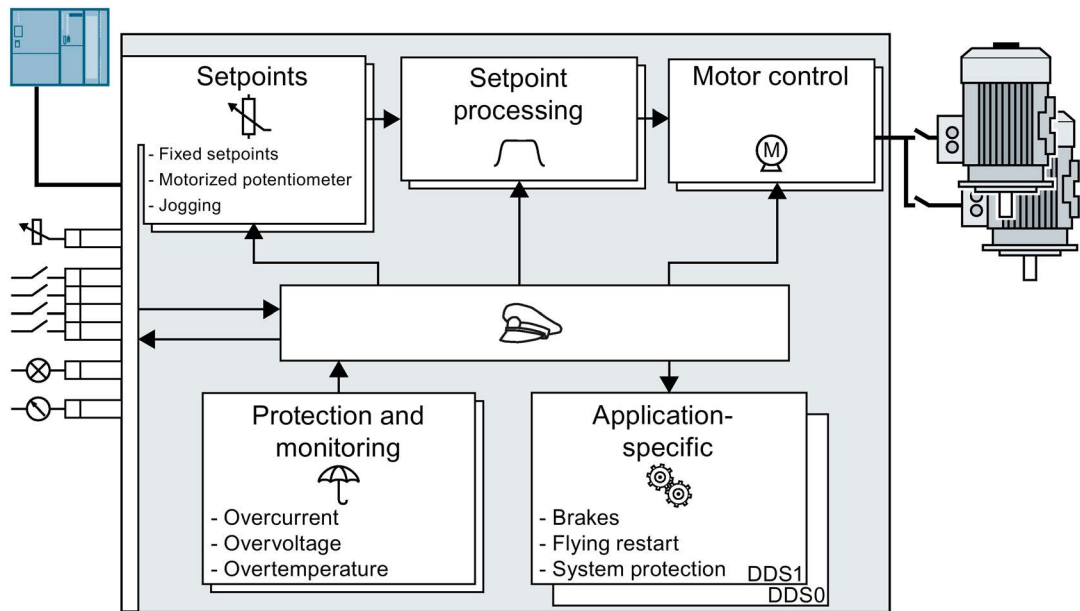 Setpoints
- Fixed setpoints
- Motorized potentiometer
- Jogging
Setpoint
processing
Motor control
M
Protection and
monitoring
- Overcurrent
- Overvoltage
- Overtemperature
Application-
specific
- Brakes
- Flying restart
- System protection
DDS1
DDS0